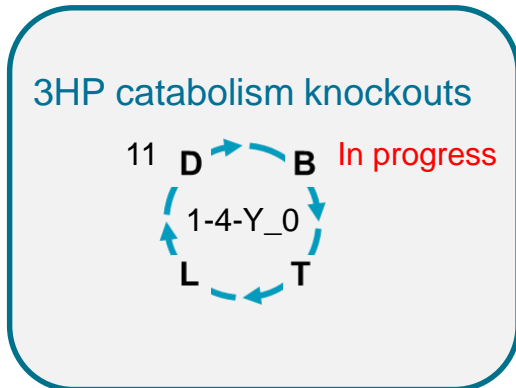 3HP catabolism knockouts
11 D B In progress
1-4-Y_0
L T